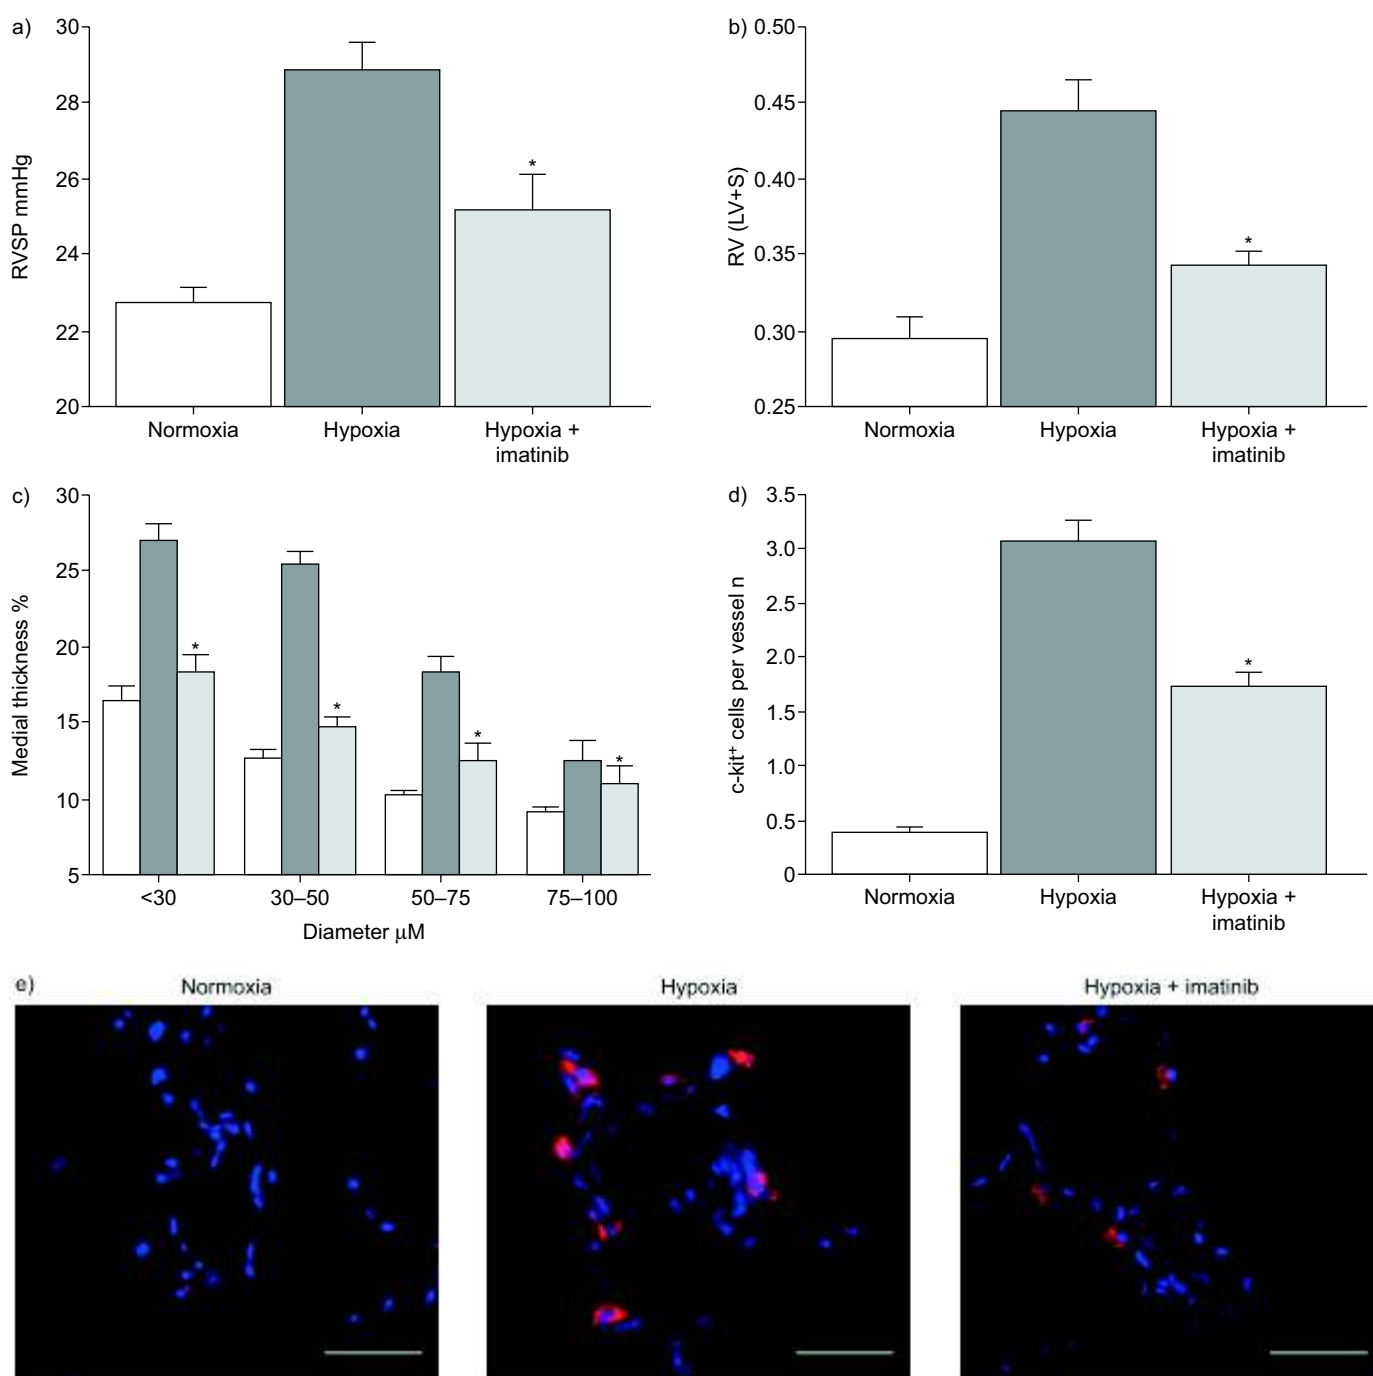 a)
30
28
26
24
22
20
RVSP mmHg
*
Normoxia
Hypoxia
Hypoxia +
imatinib
b)
0.50
0.45
0.40
0.35
0.30
0.25
RV (LV+S)
*
Normoxia
Hypoxia
Hypoxia +
imatinib
c)
30
25
20
15
10
5
Medial thickness %
*
*
*
*
<30
30–50
50–75
75–100
Diameter μM
d)
3.5
3.0
2.5
2.0
1.5
1.0
0.5
0
c-kit⁺ cells per vessel n
*
Normoxia
Hypoxia
Hypoxia +
imatinib
e)
Normoxia
Hypoxia
Hypoxia + imatinib